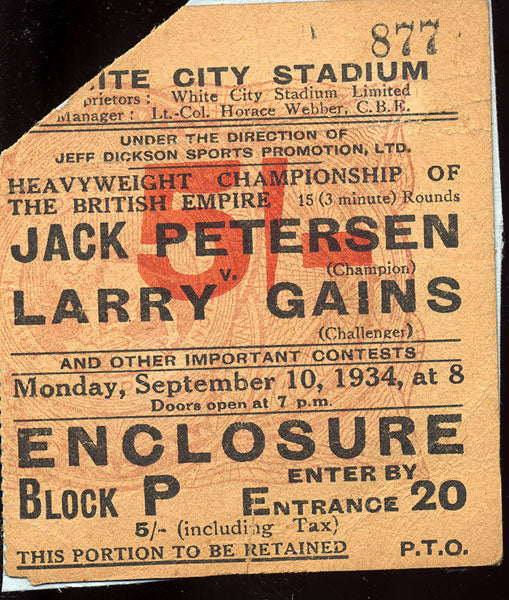 877
ITE CITY STADIUM
prietors: White City Stadium Limited
Manager: Lt.-Col. Horace Webber, C.B.E.
UNDER THE DIRECTION OF
JEFF DICKSON SPORTS PROMOTION, LTD.
5/-
HEAVYWEIGHT CHAMPIONSHIP OF
THE BRITISH EMPIRE 15 (3 minute) Rounds
JACK PETERSEN
v. (Champion)
LARRY GAINS
(Challenger)
AND OTHER IMPORTANT CONTESTS
Monday, September 10, 1934, at 8
Doors open at 7 p.m.
ENCLOSURE
BLOCK P ENTER BY
ENTRANCE 20
5/- (including Tax)
THIS PORTION TO BE RETAINED P.T.O.